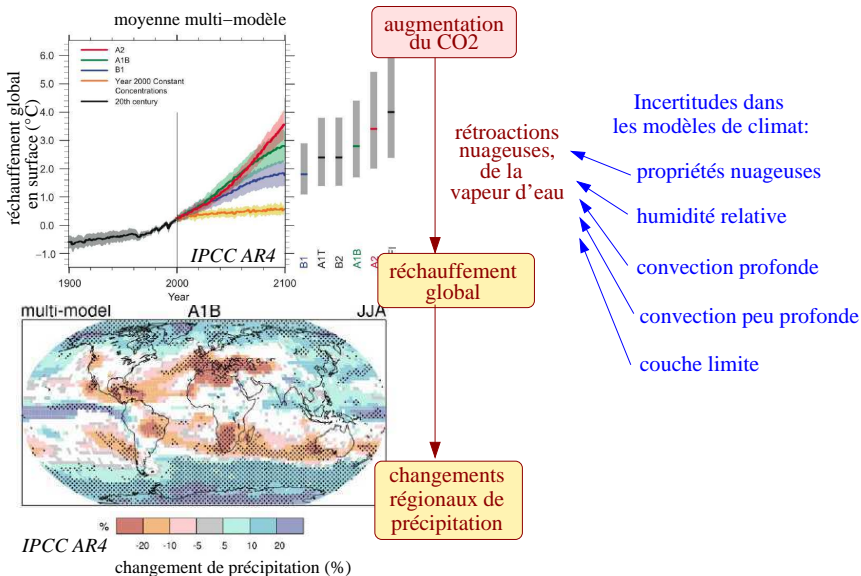 moyenne multi−modèle
réchauffement global
en surface (°C)
6.0
5.0
4.0
3.0
2.0
1.0
0.0
−1.0
A2
A1B
B1
Year 2000 Constant
Concentrations
20th century
1900
2000
2100
Year
IPCC AR4
B1
A1T
B2
A1B
A2
FI
augmentation
du CO2
rétroactions
nuageuses,
de la
vapeur d'eau
réchauffement
global
changements
régionaux de
précipitation
Incertitudes dans
les modèles de climat:
propriétés nuageuses
humidité relative
convection profonde
convection peu profonde
couche limite
multi-model A1B JJA
%
-20 -10 -5 5 10 20
IPCC AR4
changement de précipitation (%)